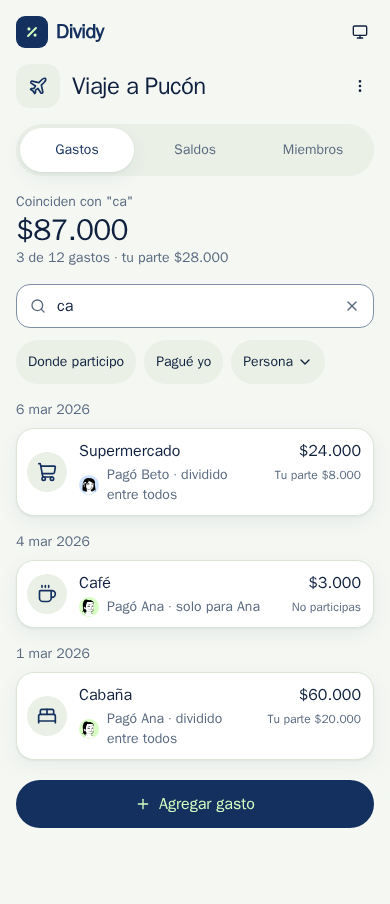 Dividy
Viaje a Pucón
Gastos
Saldos
Miembros
Coinciden con "ca"
$87.000
3 de 12 gastos · tu parte $28.000
ca
Donde participo
Pagué yo
Persona
6 mar 2026
Supermercado
$24.000
Pagó Beto · dividido
entre todos
Tu parte $8.000
4 mar 2026
Café
$3.000
Pagó Ana · solo para Ana
No participas
1 mar 2026
Cabaña
$60.000
Pagó Ana · dividido
entre todos
Tu parte $20.000
Agregar gasto